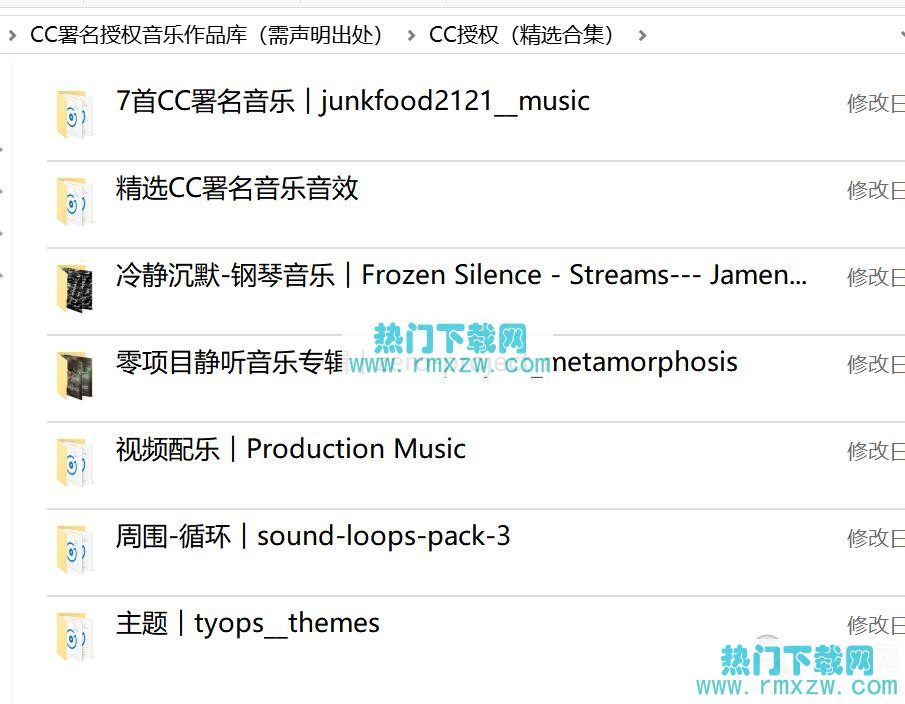 CC署名授权音乐作品库（需声明出处） > CC授权（精选合集） >
7首CC署名音乐｜junkfood2121__music
修改日
精选CC署名音乐音效
修改日
冷静沉默-钢琴音乐｜Frozen Silence - Streams--- Jamen...
修改日
热门下载网
零项目静听音乐专辑 _metamorphosis
修改日
www.rmxzw.com
视频配乐｜Production Music
修改日
周围-循环｜sound-loops-pack-3
修改日
主题｜tyops__themes
修改日
热门下载网
www.rmxzw.com